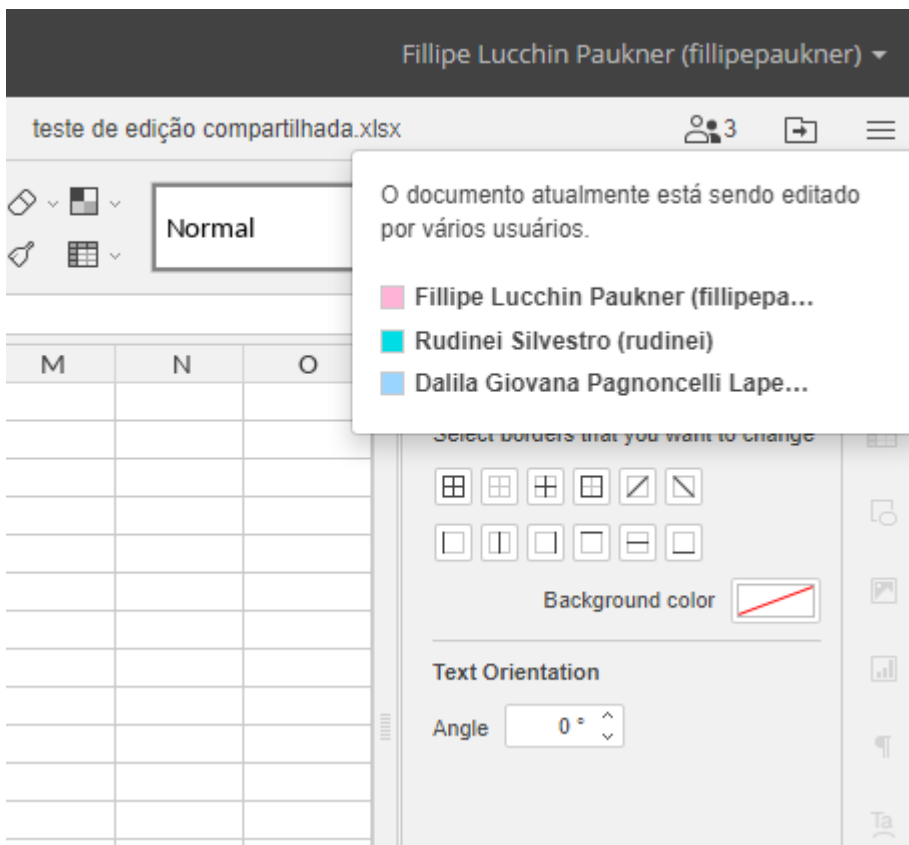 Fillipe Lucchin Paukner (fillipepaukner)
teste de edição compartilhada.xlsx
3
Normal
O documento atualmente está sendo editado
por vários usuários.
Fillipe Lucchin Paukner (fillipepa...
Rudinei Silvestro (rudinei)
Dalila Giovana Pagnoncelli Lape...
M N O
Select borders that you want to change
Background color
Text Orientation
Angle 0 °
Ta